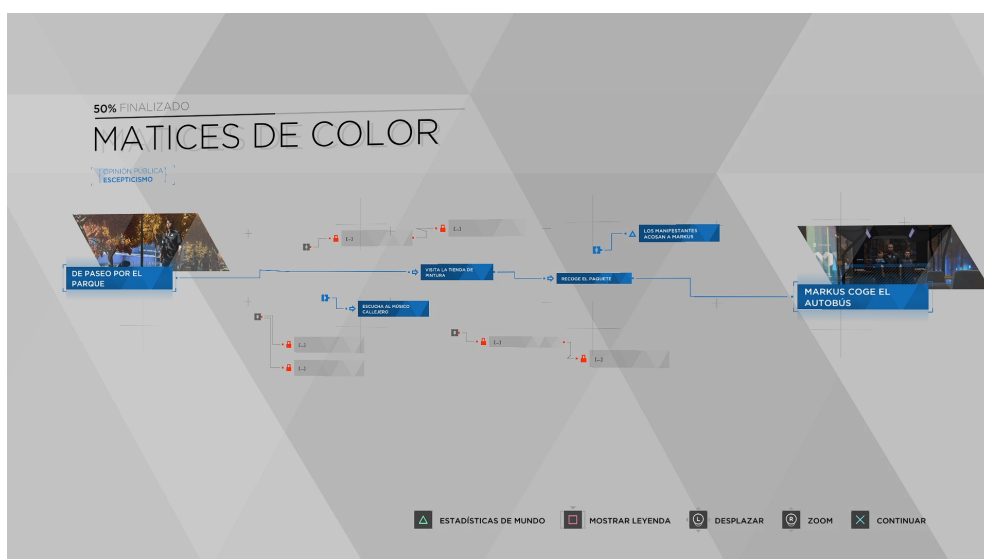 50% FINALIZADO
MATICES DE COLOR
OPINIÓN PÚBLICA
ESCEPTICISMO
[...]
[...]
LOS MANIFESTANTES
ACOSAN A MARKUS
DE PASEO POR EL
PARQUE
VISITA LA TIENDA DE
PINTURA
RECOGE EL PAQUETE
MARKUS COGE EL
AUTOBÚS
ESCUCHA AL MÚSICO
CALLEJERO
[...]
[...]
[...]
[...]
ESTADÍSTICAS DE MUNDO
MOSTRAR LEYENDA
L DESPLAZAR
R ZOOM
CONTINUAR